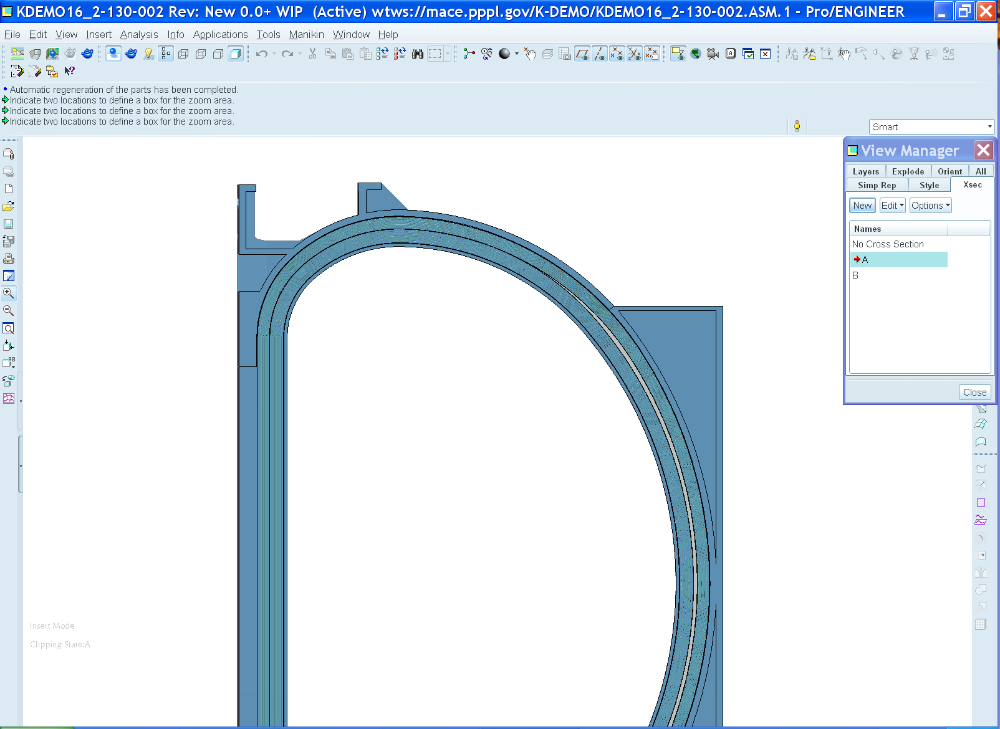 KDEMO16_2-130-002 Rev: New 0.0+ WIP (Active) wtws://mace.pppl.gov/K-DEMO/KDEMO16_2-130-002.ASM.1 - Pro/ENGINEER
File Edit View Insert Analysis Info Applications Tools Manikin Window Help
Automatic regeneration of the parts has been completed.
Indicate two locations to define a box for the zoom area.
Indicate two locations to define a box for the zoom area.
Indicate two locations to define a box for the zoom area.
Smart
View Manager
Layers Explode Orient All
Simp Rep Style Xsec
New Edit Options
Names
No Cross Section
A
B
Close
Insert Mode
Clipping State:A